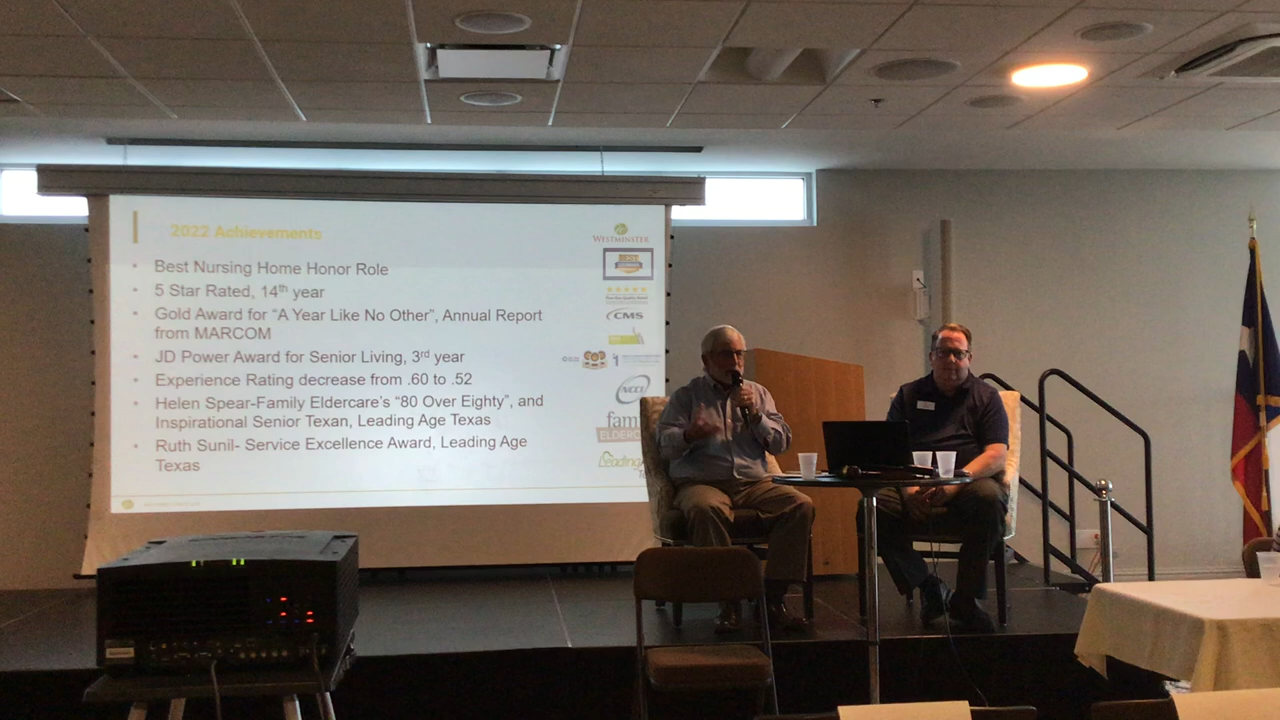 2022 Achievements
WESTMINSTER
Best Nursing Home Honor Role
BEST
5 Star Rated, 14th year
Gold Award for “A Year Like No Other”, Annual Report
from MARCOM
CMS
JD Power Award for Senior Living, 3rd year
Experience Rating decrease from .60 to .52
NCCI
Helen Spear-Family Eldercare’s “80 Over Eighty”, and
Inspirational Senior Texan, Leading Age Texas
Ruth Sunil- Service Excellence Award, Leading Age
Texas